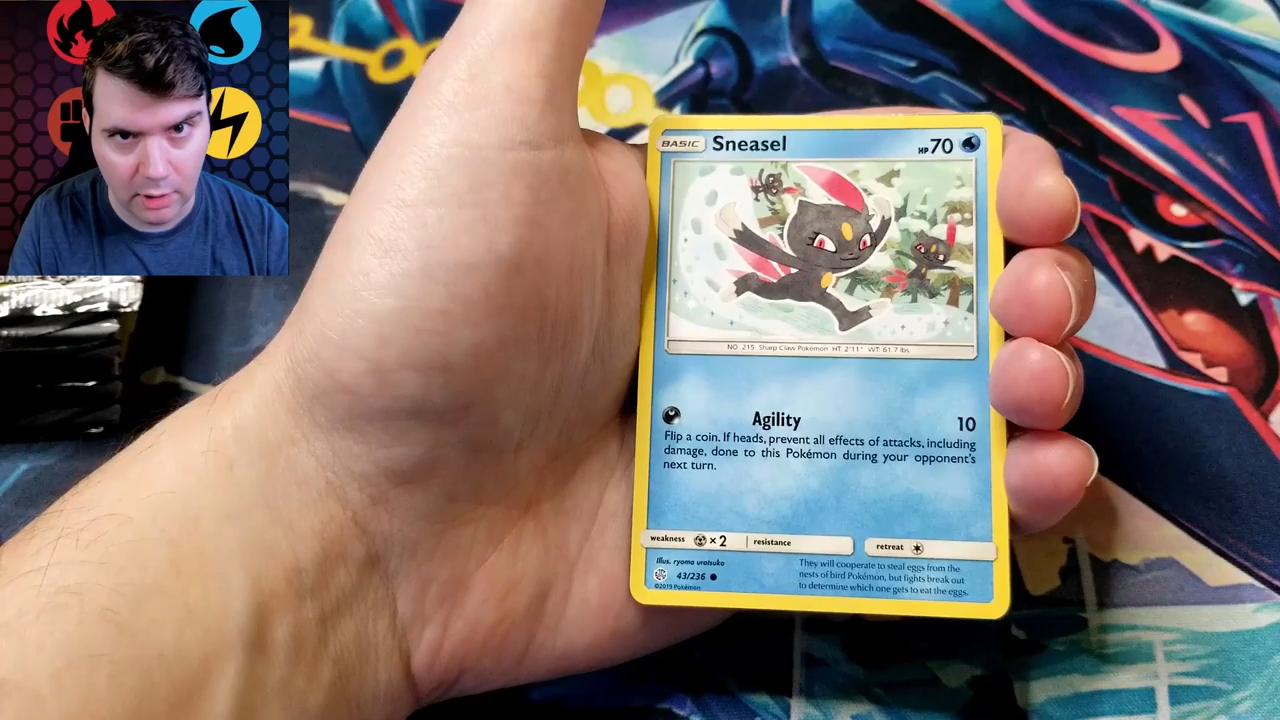 BASIC Sneasel HP 70
NO. 215 Sharp Claw Pokémon HT: 2'11" WT: 61.7 lbs.
Agility 10
Flip a coin. If heads, prevent all effects of attacks, including
damage, done to this Pokémon during your opponent's
next turn.
weakness ×2 resistance retreat
Illus. ryoma uratsuka
43/236
©2019 Pokémon
They will cooperate to steal eggs from the
nests of bird Pokémon, but fights break out
to determine which one gets to eat the eggs.